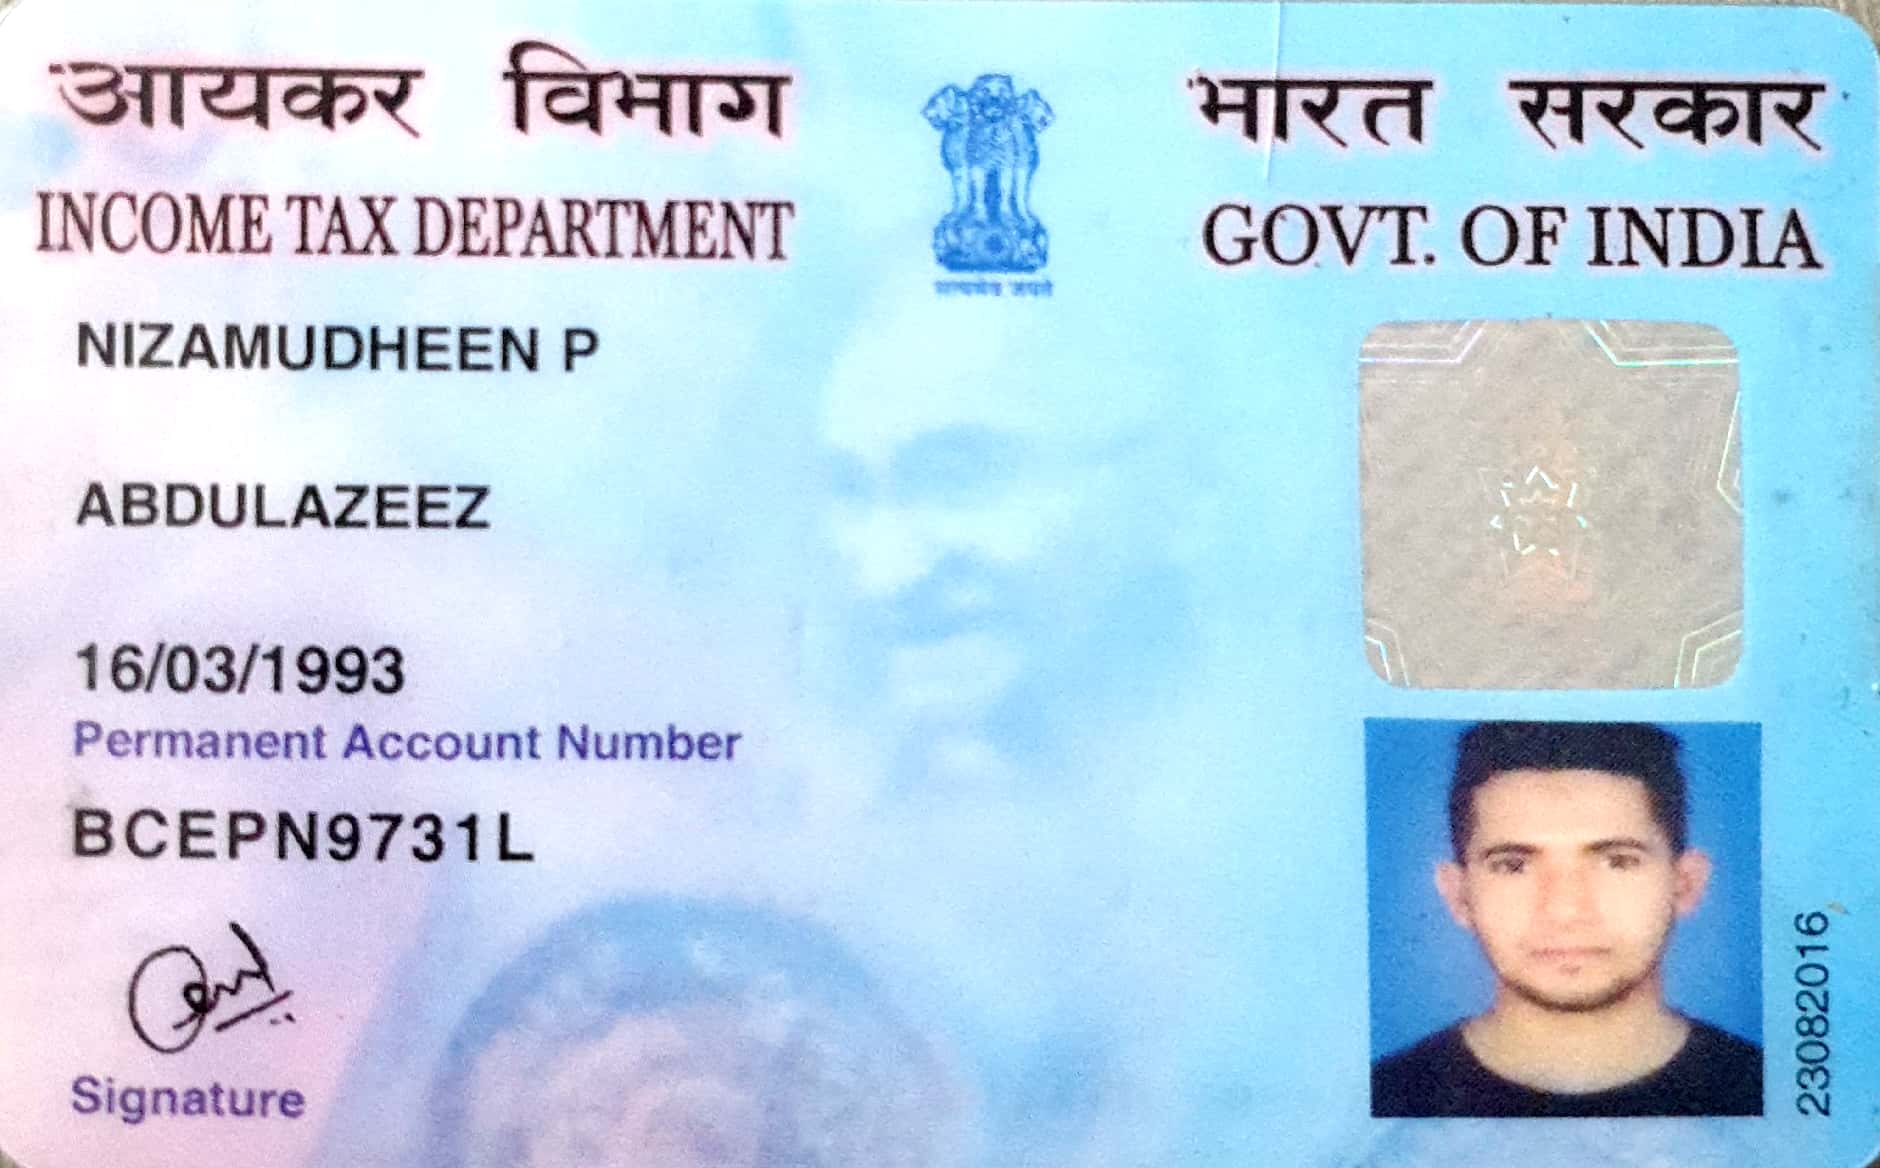 आयकर विभाग
INCOME TAX DEPARTMENT
सत्यमेव जयते
भारत सरकार
GOVT. OF INDIA
NIZAMUDHEEN P
ABDULAZEEZ
16/03/1993
Permanent Account Number
BCEPN9731L
Signature
23082016